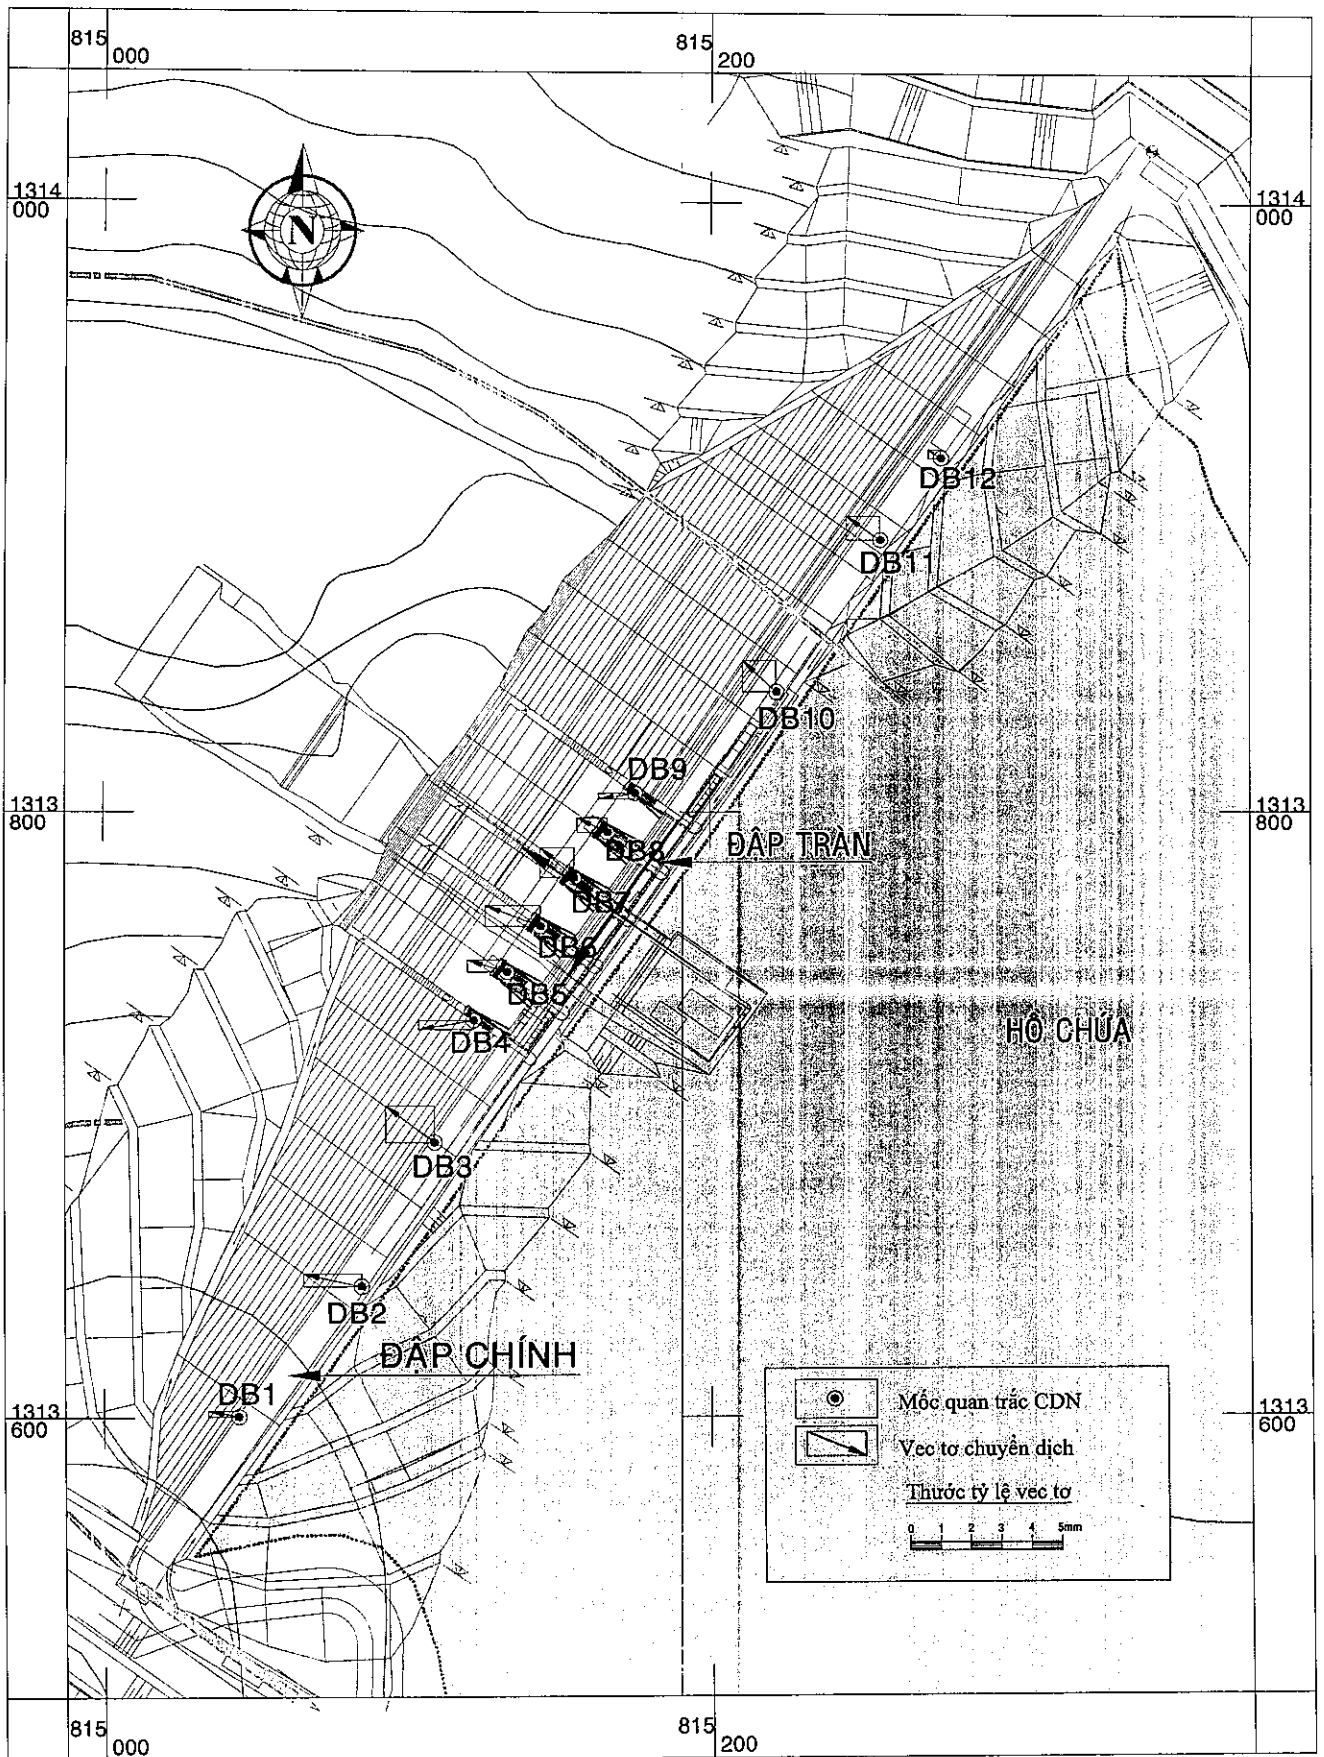 815 000
815 200
1314 000
1314 000
N
DB12
DB11
DB10
DB9
1313 800
1313 800
DB8
ĐẬP TRÀN
DB7
DB6
DB5
DB4
HỒ CHỨA
DB3
DB2
ĐẬP CHÍNH
DB1
1313 600
1313 600
Mốc quan trắc CDN
Vec tơ chuyển dịch
Thước tỷ lệ vec tơ
0 1 2 3 4 5mm
815 000
815 200